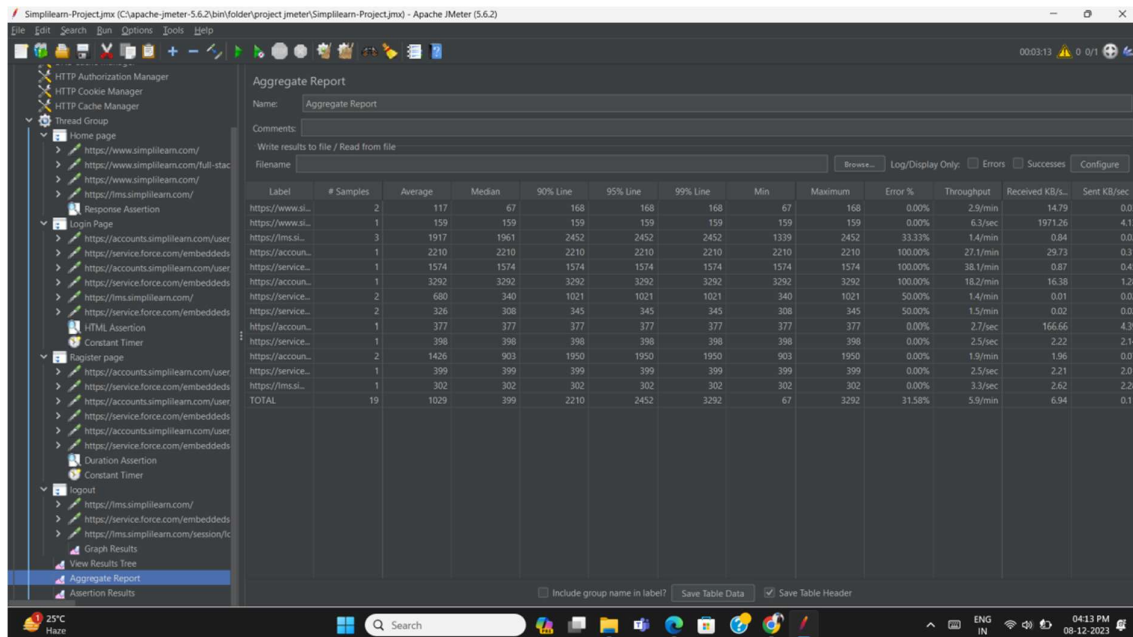 Simplilearn-Project.jmx (C:\apache-jmeter-5.6.2\bin\folder\project jmeter\Simplilearn-Project.jmx) - Apache JMeter (5.6.2)
File Edit Search Run Options Tools Help
00:03:13 0 0/1
HTTP Authorization Manager
HTTP Cookie Manager
HTTP Cache Manager
Thread Group
Home page
https://www.simplilearn.com/
https://www.simplilearn.com/full-stac
https://www.simplilearn.com/
https://lms.simplilearn.com/
Response Assertion
Login Page
https://accounts.simplilearn.com/user
https://service.force.com/embeddeds
https://accounts.simplilearn.com/user
https://service.force.com/embeddeds
https://lms.simplilearn.com/
https://service.force.com/embeddeds
HTML Assertion
Constant Timer
Ragister page
https://accounts.simplilearn.com/user
https://service.force.com/embeddeds
https://accounts.simplilearn.com/user
https://service.force.com/embeddeds
https://accounts.simplilearn.com/user
https://service.force.com/embeddeds
Duration Assertion
Constant Timer
logout
https://lms.simplilearn.com/
https://service.force.com/embeddeds
https://lms.simplilearn.com/session/lc
Graph Results
View Results Tree
Aggregate Report
Assertion Results
Aggregate Report
Name: Aggregate Report
Comments:
Write results to file / Read from file
Filename Browse... Log/Display Only: Errors Successes Configure
Label # Samples Average Median 90% Line 95% Line 99% Line Min Maximum Error % Throughput Received KB/s... Sent KB/sec
https://www.si... 2 117 67 168 168 168 67 168 0.00% 2.9/min 14.79 0.0
https://www.si... 1 159 159 159 159 159 159 159 0.00% 6.3/sec 1971.26 4.1
https://lms.si... 3 1917 1961 2452 2452 2452 1339 2452 33.33% 1.4/min 0.84 0.0
https://accoun... 1 2210 2210 2210 2210 2210 2210 2210 100.00% 27.1/min 29.73 0.3
https://service... 1 1574 1574 1574 1574 1574 1574 1574 100.00% 38.1/min 0.87 0.4
https://accoun... 1 3292 3292 3292 3292 3292 3292 3292 100.00% 18.2/min 16.38 1.2
https://service... 2 680 340 1021 1021 1021 340 1021 50.00% 1.4/min 0.01 0.0
https://service... 2 326 308 345 345 345 308 345 50.00% 1.5/min 0.02 0.0
https://accoun... 1 377 377 377 377 377 377 377 0.00% 2.7/sec 166.66 4.3
https://service... 1 398 398 398 398 398 398 398 0.00% 2.5/sec 2.22 2.1
https://accoun... 2 1426 903 1950 1950 1950 903 1950 0.00% 1.9/min 1.96 0.0
https://service... 1 399 399 399 399 399 399 399 0.00% 2.5/sec 2.21 2.0
https://lms.si... 1 302 302 302 302 302 302 302 0.00% 3.3/sec 2.62 2.2
TOTAL 19 1029 399 2210 2452 3292 67 3292 31.58% 5.9/min 6.94 0.1
Include group name in label? Save Table Data Save Table Header
25°C
Haze
Search
ENG
IN
04:13 PM
08-12-2023